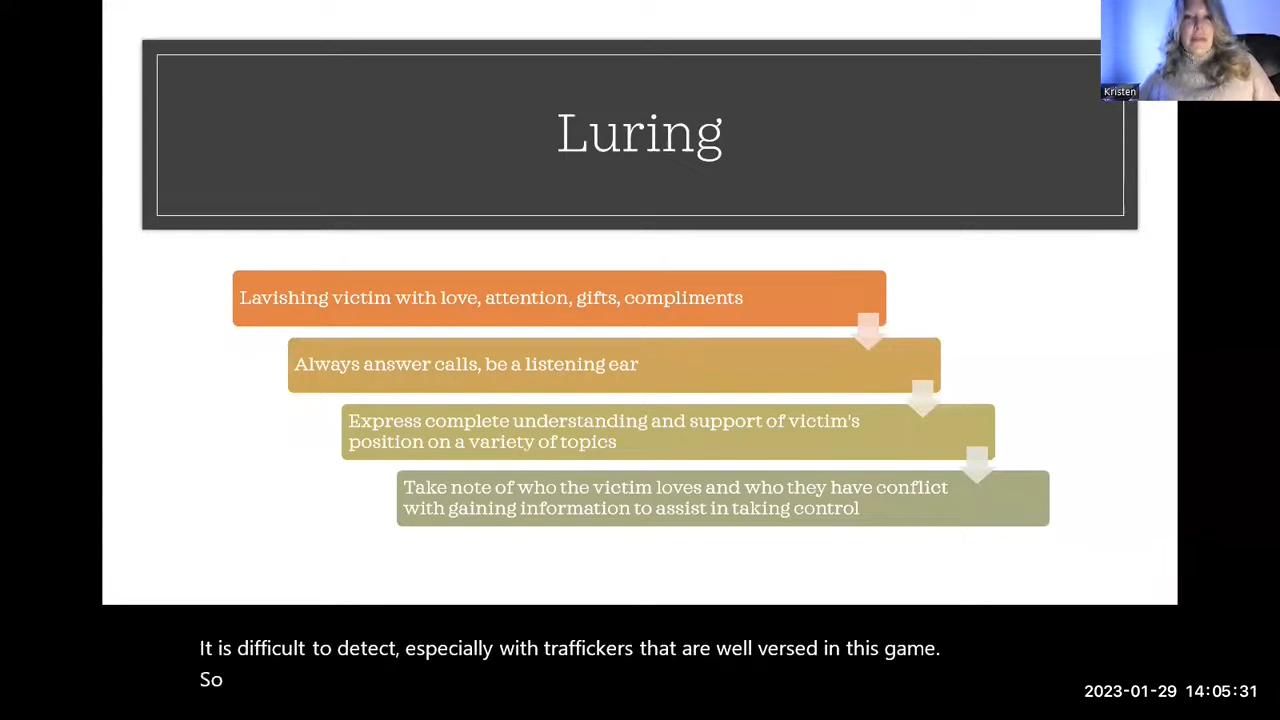 Kristen
Luring
Lavishing victim with love, attention, gifts, compliments
Always answer calls, be a listening ear
Express complete understanding and support of victim's
position on a variety of topics
Take note of who the victim loves and who they have conflict
with gaining information to assist in taking control
It is difficult to detect, especially with traffickers that are well versed in this game.
So
2023-01-29 14:05:31